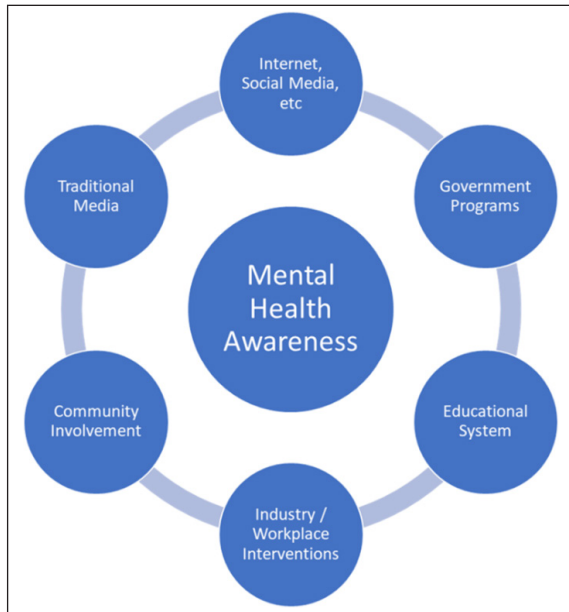 Internet,
Social Media,
etc
Government
Programs
Educational
System
Industry /
Workplace
Interventions
Community
Involvement
Traditional
Media
Mental
Health
Awareness